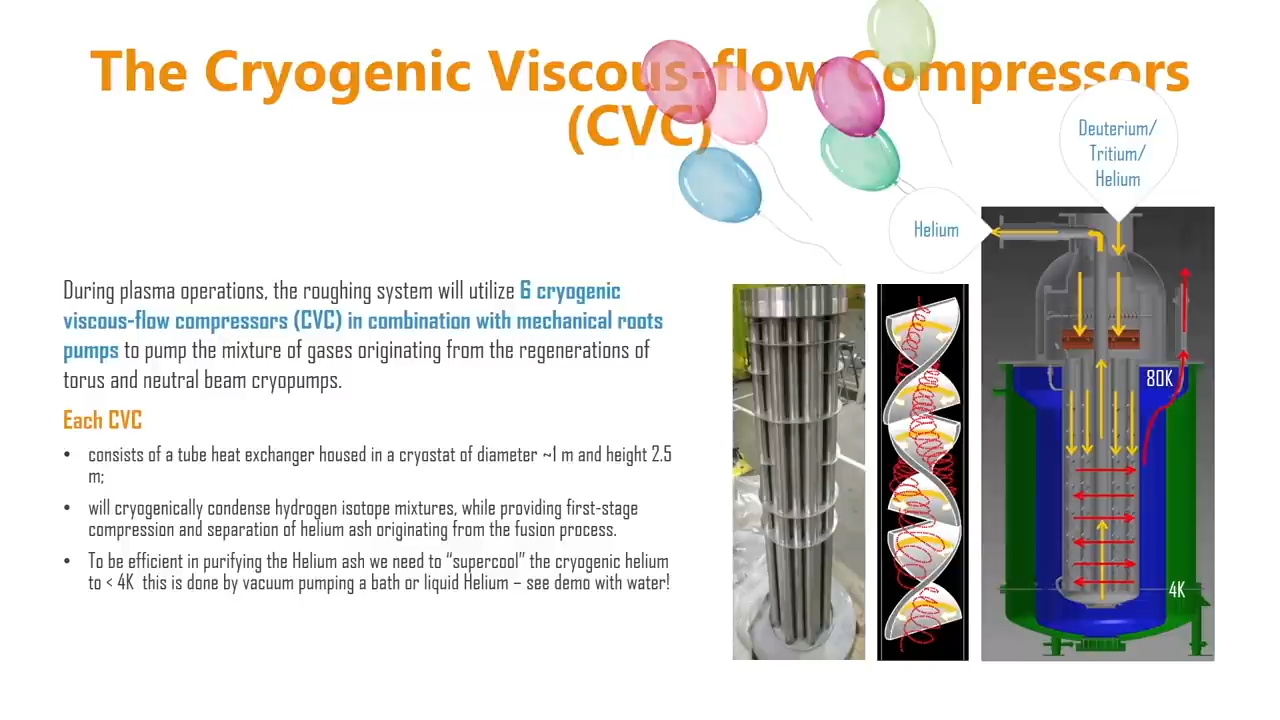 The Cryogenic Viscous-flow Compressors
(CVC)
Deuterium/
Tritium/
Helium
Helium
During plasma operations, the roughing system will utilize 6 cryogenic
viscous-flow compressors (CVC) in combination with mechanical roots
pumps to pump the mixture of gases originating from the regenerations of
torus and neutral beam cryopumps.
Each CVC
• consists of a tube heat exchanger housed in a cryostat of diameter ~1 m and height 2.5
m;
• will cryogenically condense hydrogen isotope mixtures, while providing first-stage
compression and separation of helium ash originating from the fusion process.
• To be efficient in purifying the Helium ash we need to “supercool” the cryogenic helium
to < 4K this is done by vacuum pumping a bath or liquid Helium – see demo with water!
80K
4K